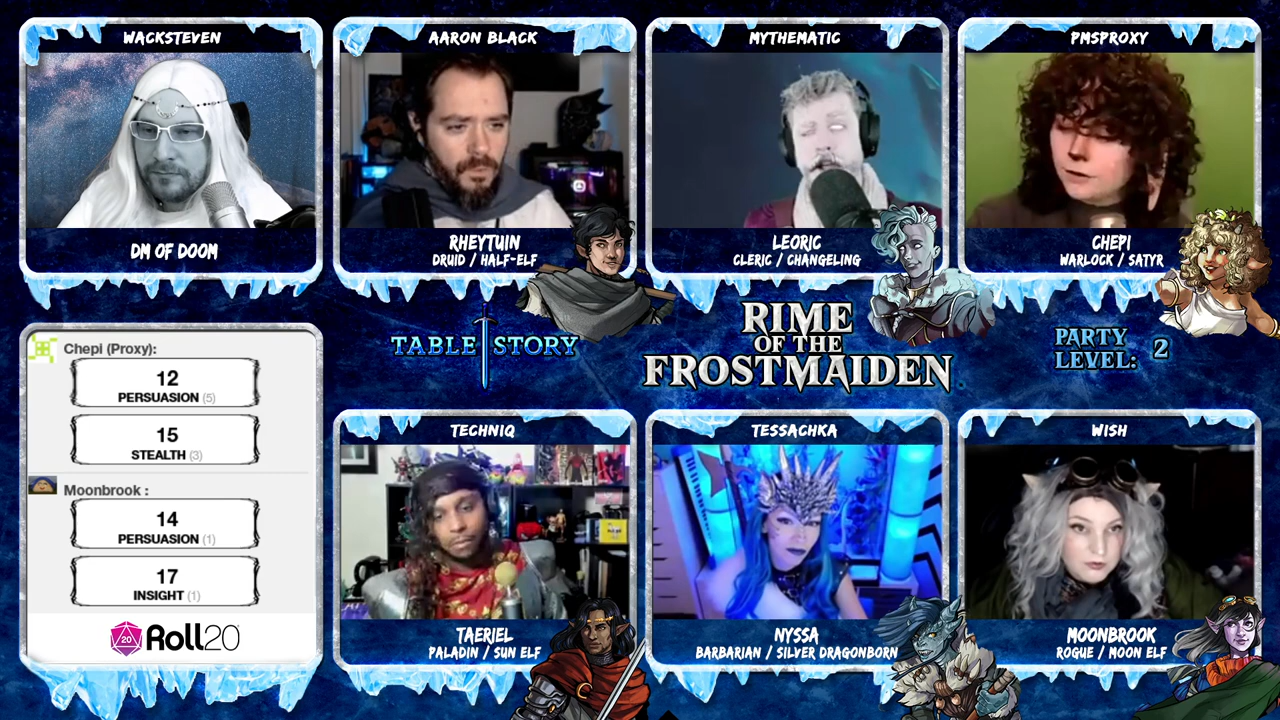 WACKSTEVEN
AARON BLACK
MYTHEMATIC
PMSPROXY
DM OF DOOM
RHEYTUIN
DRUID / HALF-ELF
LEORIC
CLERIC / CHANGELING
CHEPI
WARLOCK / SATYR
TABLE STORY
RIME
OF THE
FROSTMAIDEN
PARTY
LEVEL: 2
Chepi (Proxy):
12
PERSUASION (5)
15
STEALTH (3)
Moonbrook :
14
PERSUASION (1)
17
INSIGHT (1)
20
Roll20
TECHNIQ
TESSACHKA
WISH
TAERIEL
PALADIN / SUN ELF
NYSSA
BARBARIAN / SILVER DRAGONBORN
MOONBROOK
ROGUE / MOON ELF